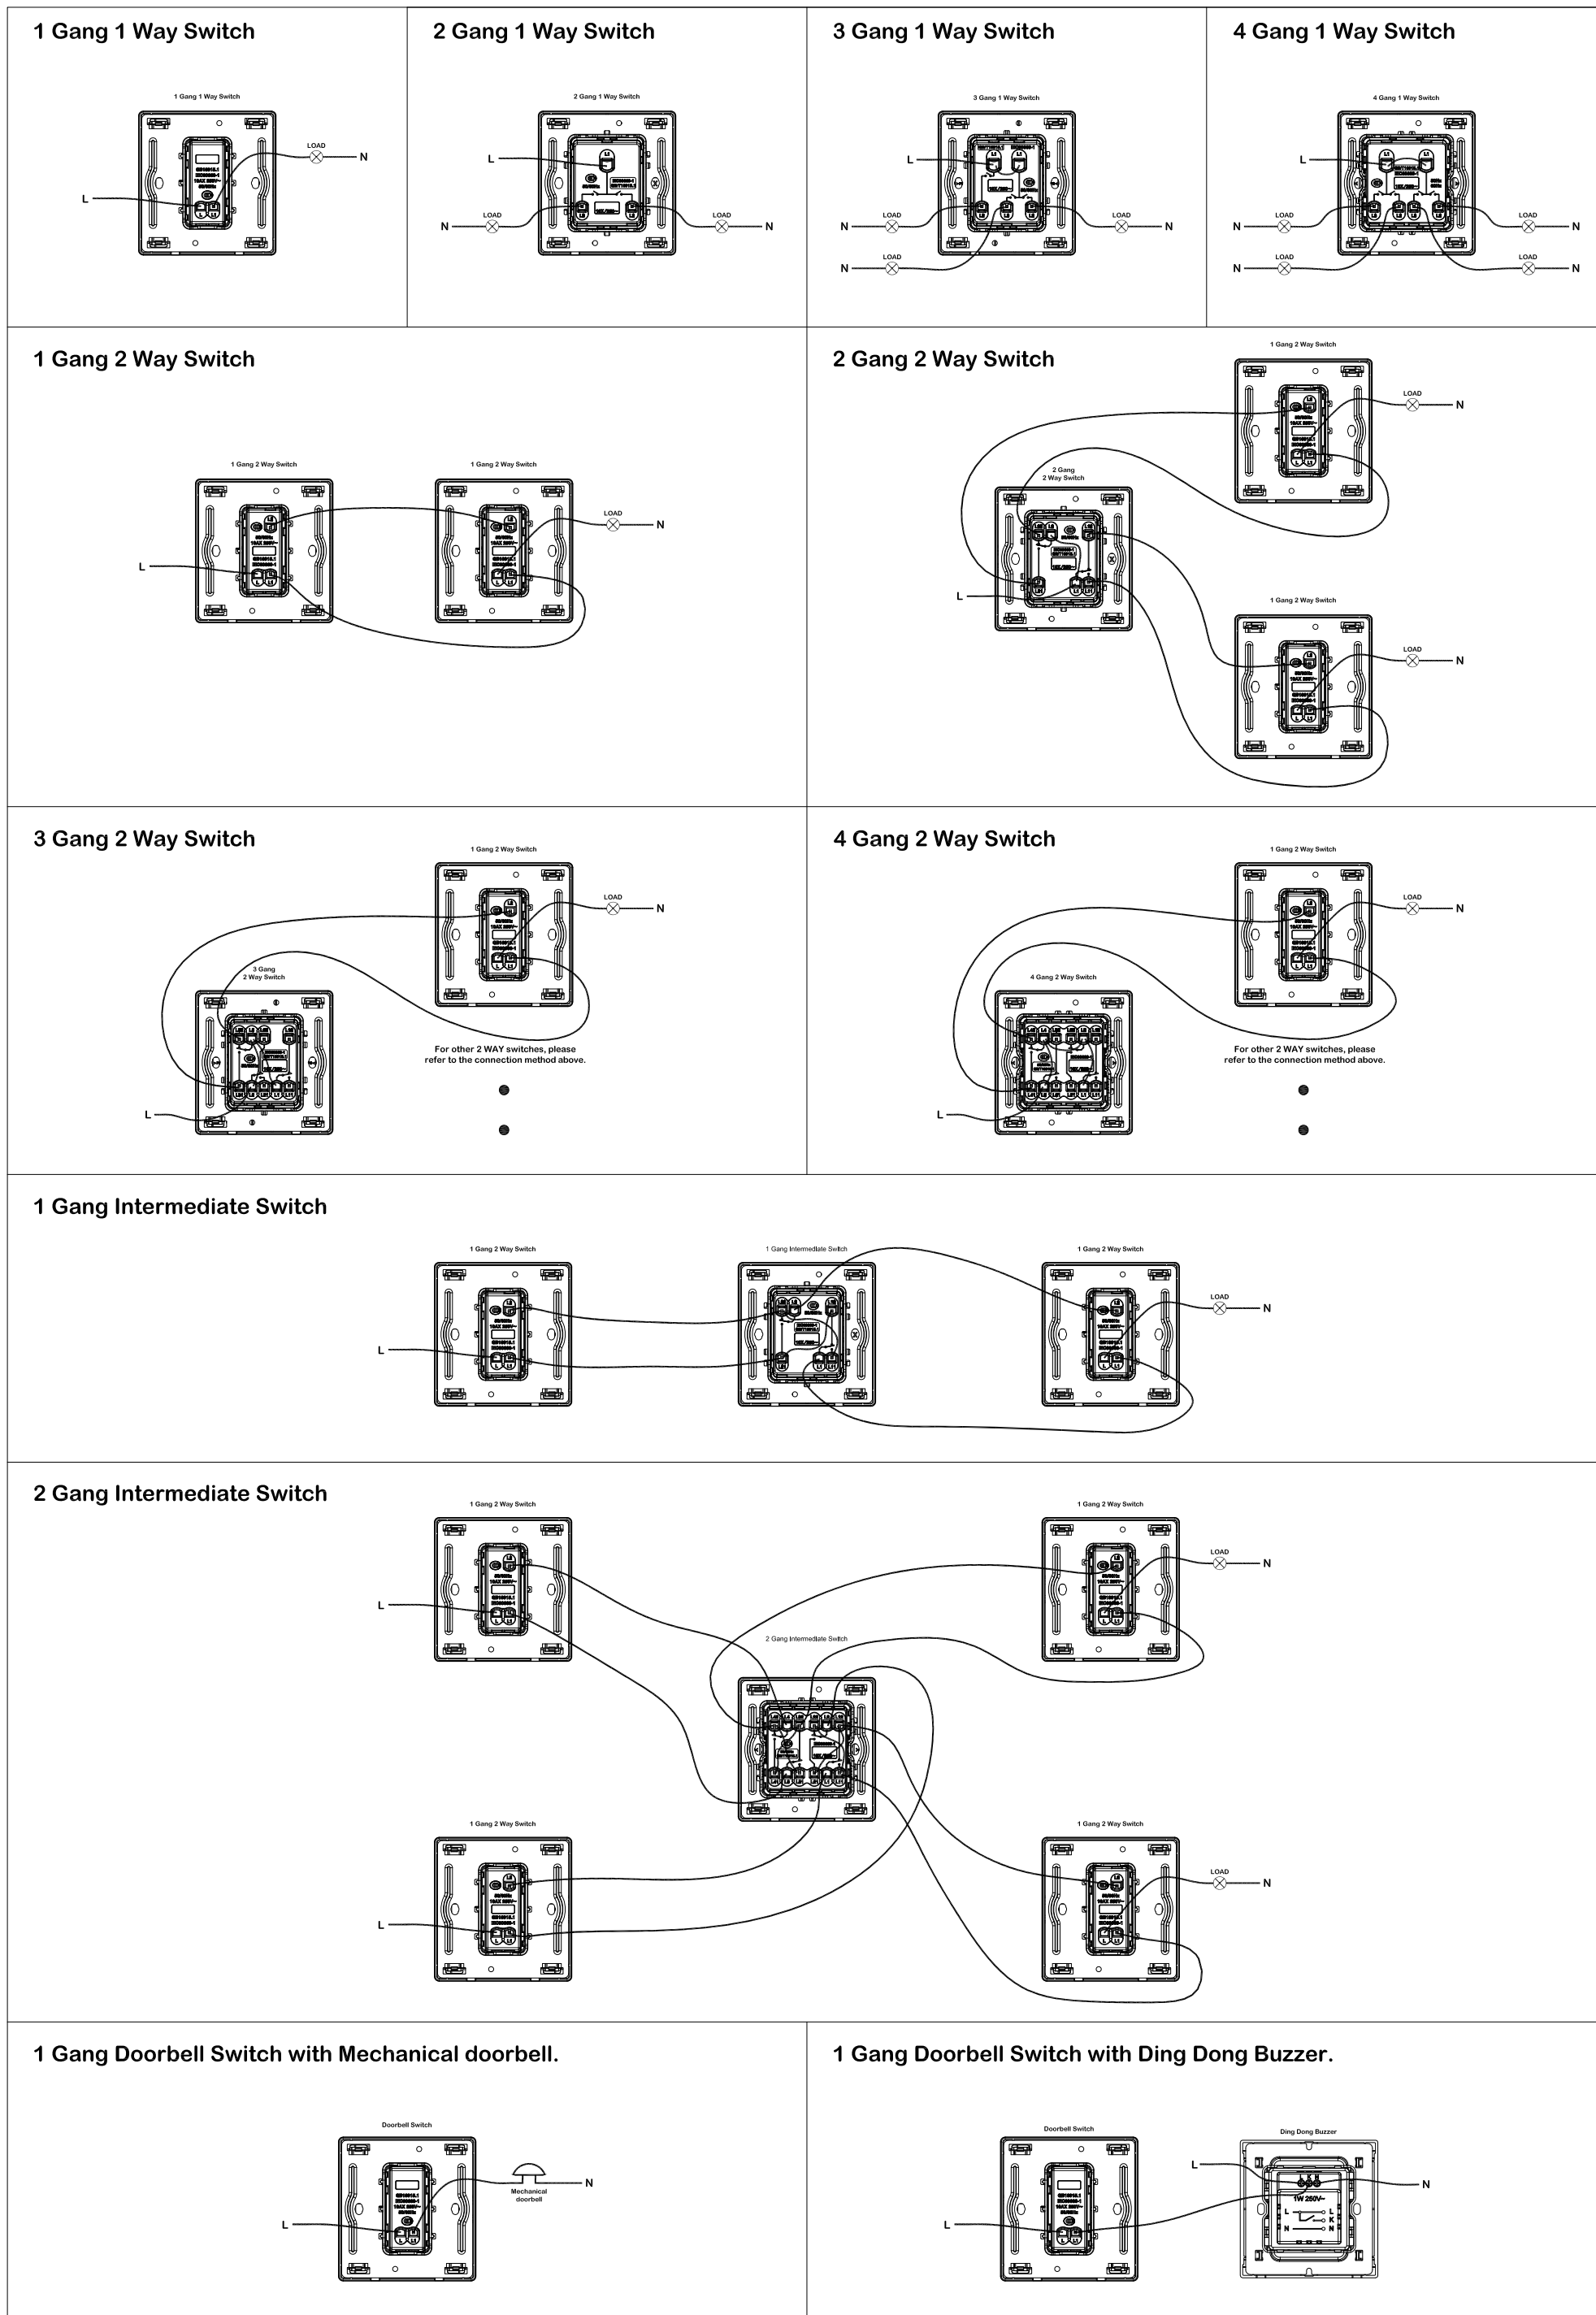 1 Gang 1 Way Switch
1 Gang 1 Way Switch
LOAD
N
L
L
L1
2 Gang 1 Way Switch
2 Gang 1 Way Switch
L
LOAD
N
LOAD
N
3 Gang 1 Way Switch
3 Gang 1 Way Switch
L
LOAD
N
LOAD
N
LOAD
N
4 Gang 1 Way Switch
4 Gang 1 Way Switch
L
LOAD
N
LOAD
N
LOAD
N
LOAD
N
1 Gang 2 Way Switch
1 Gang 2 Way Switch
1 Gang 2 Way Switch
LOAD
N
L
2 Gang 2 Way Switch
1 Gang 2 Way Switch
LOAD
N
2 Gang
2 Way Switch
L
1 Gang 2 Way Switch
LOAD
N
3 Gang 2 Way Switch
1 Gang 2 Way Switch
LOAD
N
3 Gang
2 Way Switch
L
For other 2 WAY switches, please
refer to the connection method above.
4 Gang 2 Way Switch
1 Gang 2 Way Switch
LOAD
N
4 Gang 2 Way Switch
L
For other 2 WAY switches, please
refer to the connection method above.
1 Gang Intermediate Switch
1 Gang 2 Way Switch
1 Gang Intermediate Switch
1 Gang 2 Way Switch
LOAD
N
L
2 Gang Intermediate Switch
1 Gang 2 Way Switch
1 Gang 2 Way Switch
LOAD
N
L
2 Gang Intermediate Switch
1 Gang 2 Way Switch
1 Gang 2 Way Switch
LOAD
N
L
1 Gang Doorbell Switch with Mechanical doorbell.
Doorbell Switch
Mechanical
doorbell
N
L
1 Gang Doorbell Switch with Ding Dong Buzzer.
Doorbell Switch
Ding Dong Buzzer
L
N
L
1W 250V~
L
L
K
N
N